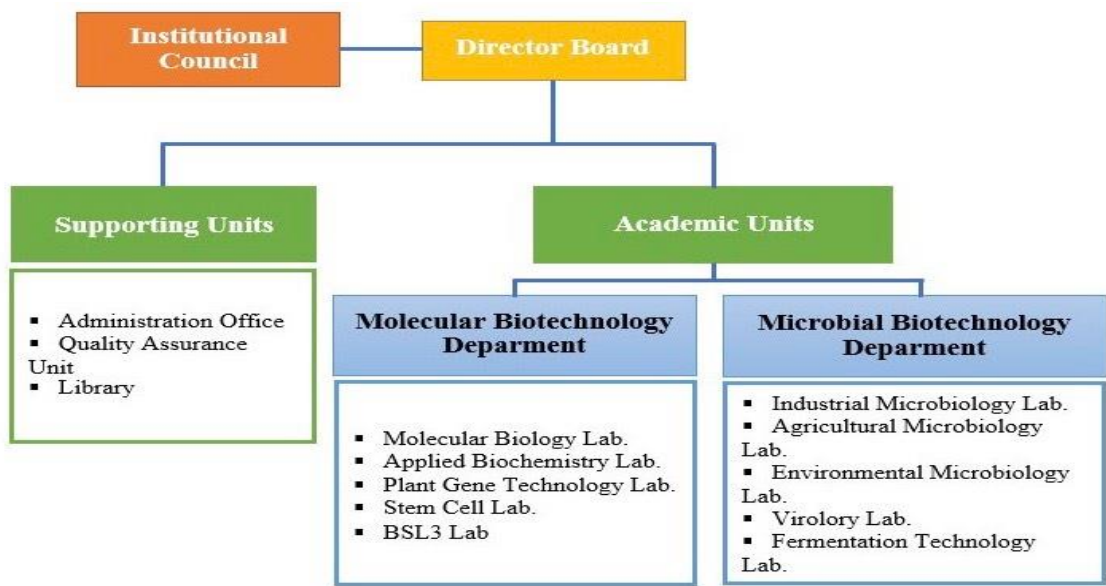 Institutional
Council
Director Board
Supporting Units
Academic Units
▪ Administration Office
▪ Quality Assurance
Unit
▪ Library
Molecular Biotechnology
Deparment
▪ Molecular Biology Lab.
▪ Applied Biochemistry Lab.
▪ Plant Gene Technology Lab.
▪ Stem Cell Lab.
▪ BSL3 Lab
Microbial Biotechnology
Deparment
▪ Industrial Microbiology Lab.
▪ Agricultural Microbiology
Lab.
▪ Environmental Microbiology
Lab.
▪ Virolory Lab.
▪ Fermentation Technology
Lab.